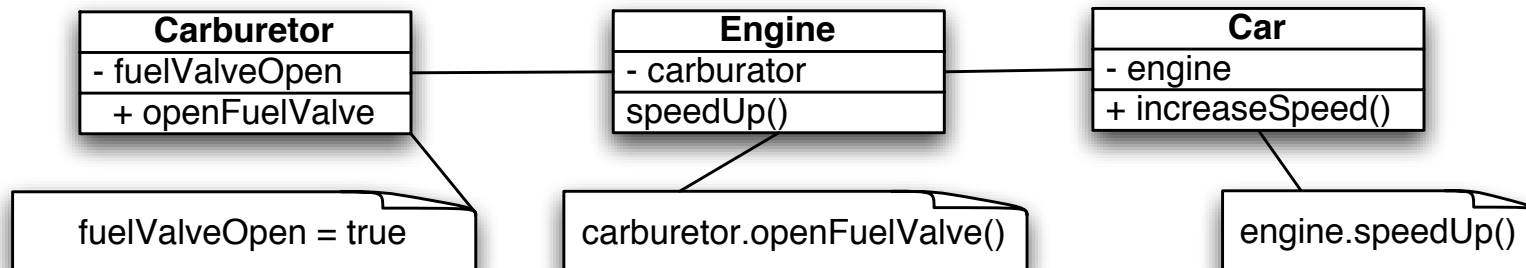 Carburetor
- fuelValveOpen
+ openFuelValve
fuelValveOpen = true
Engine
- carburator
speedUp()
carburetor.openFuelValve()
Car
- engine
+ increaseSpeed()
engine.speedUp()